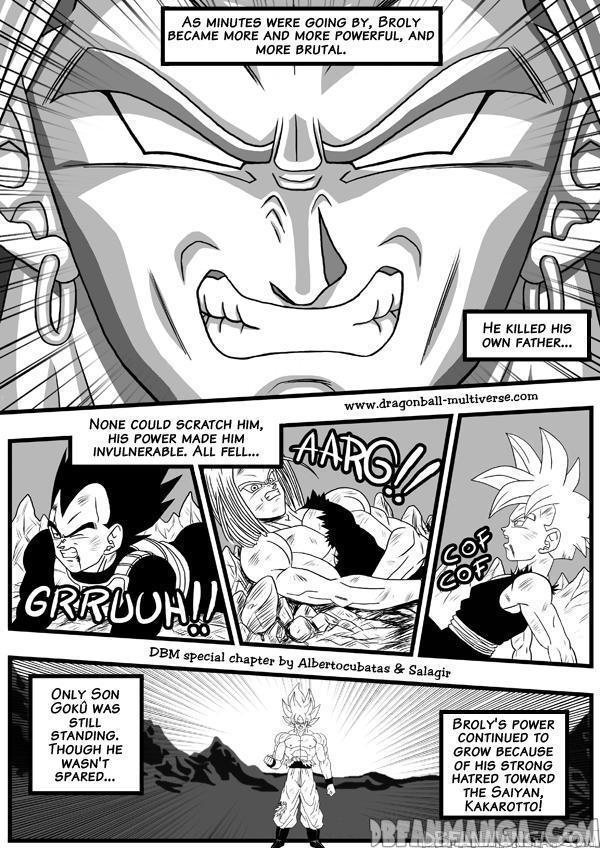 AS MINUTES WERE GOING BY, BROLY
BECAME MORE AND MORE POWERFUL, AND
MORE BRUTAL.
HE KILLED HIS
OWN FATHER...
www.dragonball-multiverse.com
NONE COULD SCRATCH HIM,
HIS POWER MADE HIM
INVULNERABLE. ALL FELL...
GRRUUH!!
AARG!!
COF
COF
DBM special chapter by Albertocubatas & Salagir
ONLY SON
GOKÛ WAS
STILL
STANDING.
THOUGH HE
WASN'T
SPARED...
BROLY'S POWER
CONTINUED TO
GROW BECAUSE
OF HIS STRONG
HATRED TOWARD
THE SAIYAN,
KAKAROTTO!
DBFANMANGA.COM